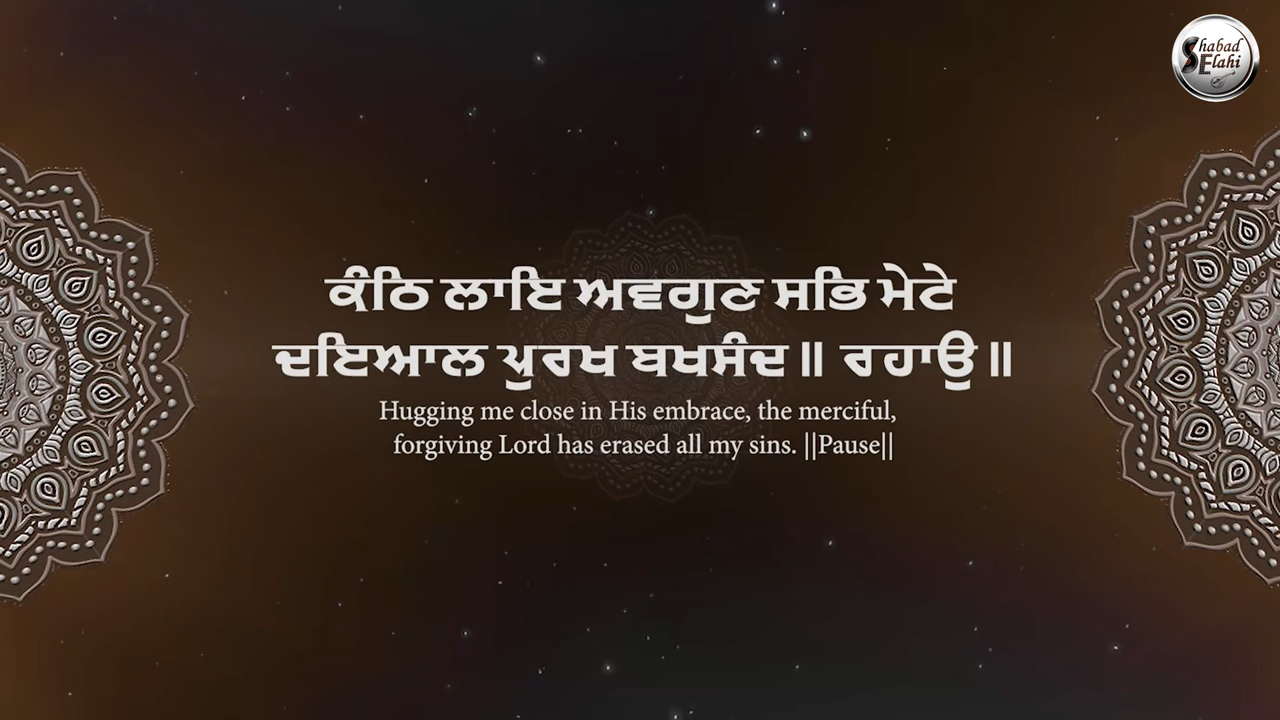 Shabad
Elahi
ਕੰਠਿ ਲਾਇ ਅਵਗੁਣ ਸਭਿ ਮੇਟੇ
ਦਇਆਲ ਪੁਰਖ ਬਖਸੰਦ॥ ਰਹਾਉ॥
Hugging me close in His embrace, the merciful,
forgiving Lord has erased all my sins. ||Pause||